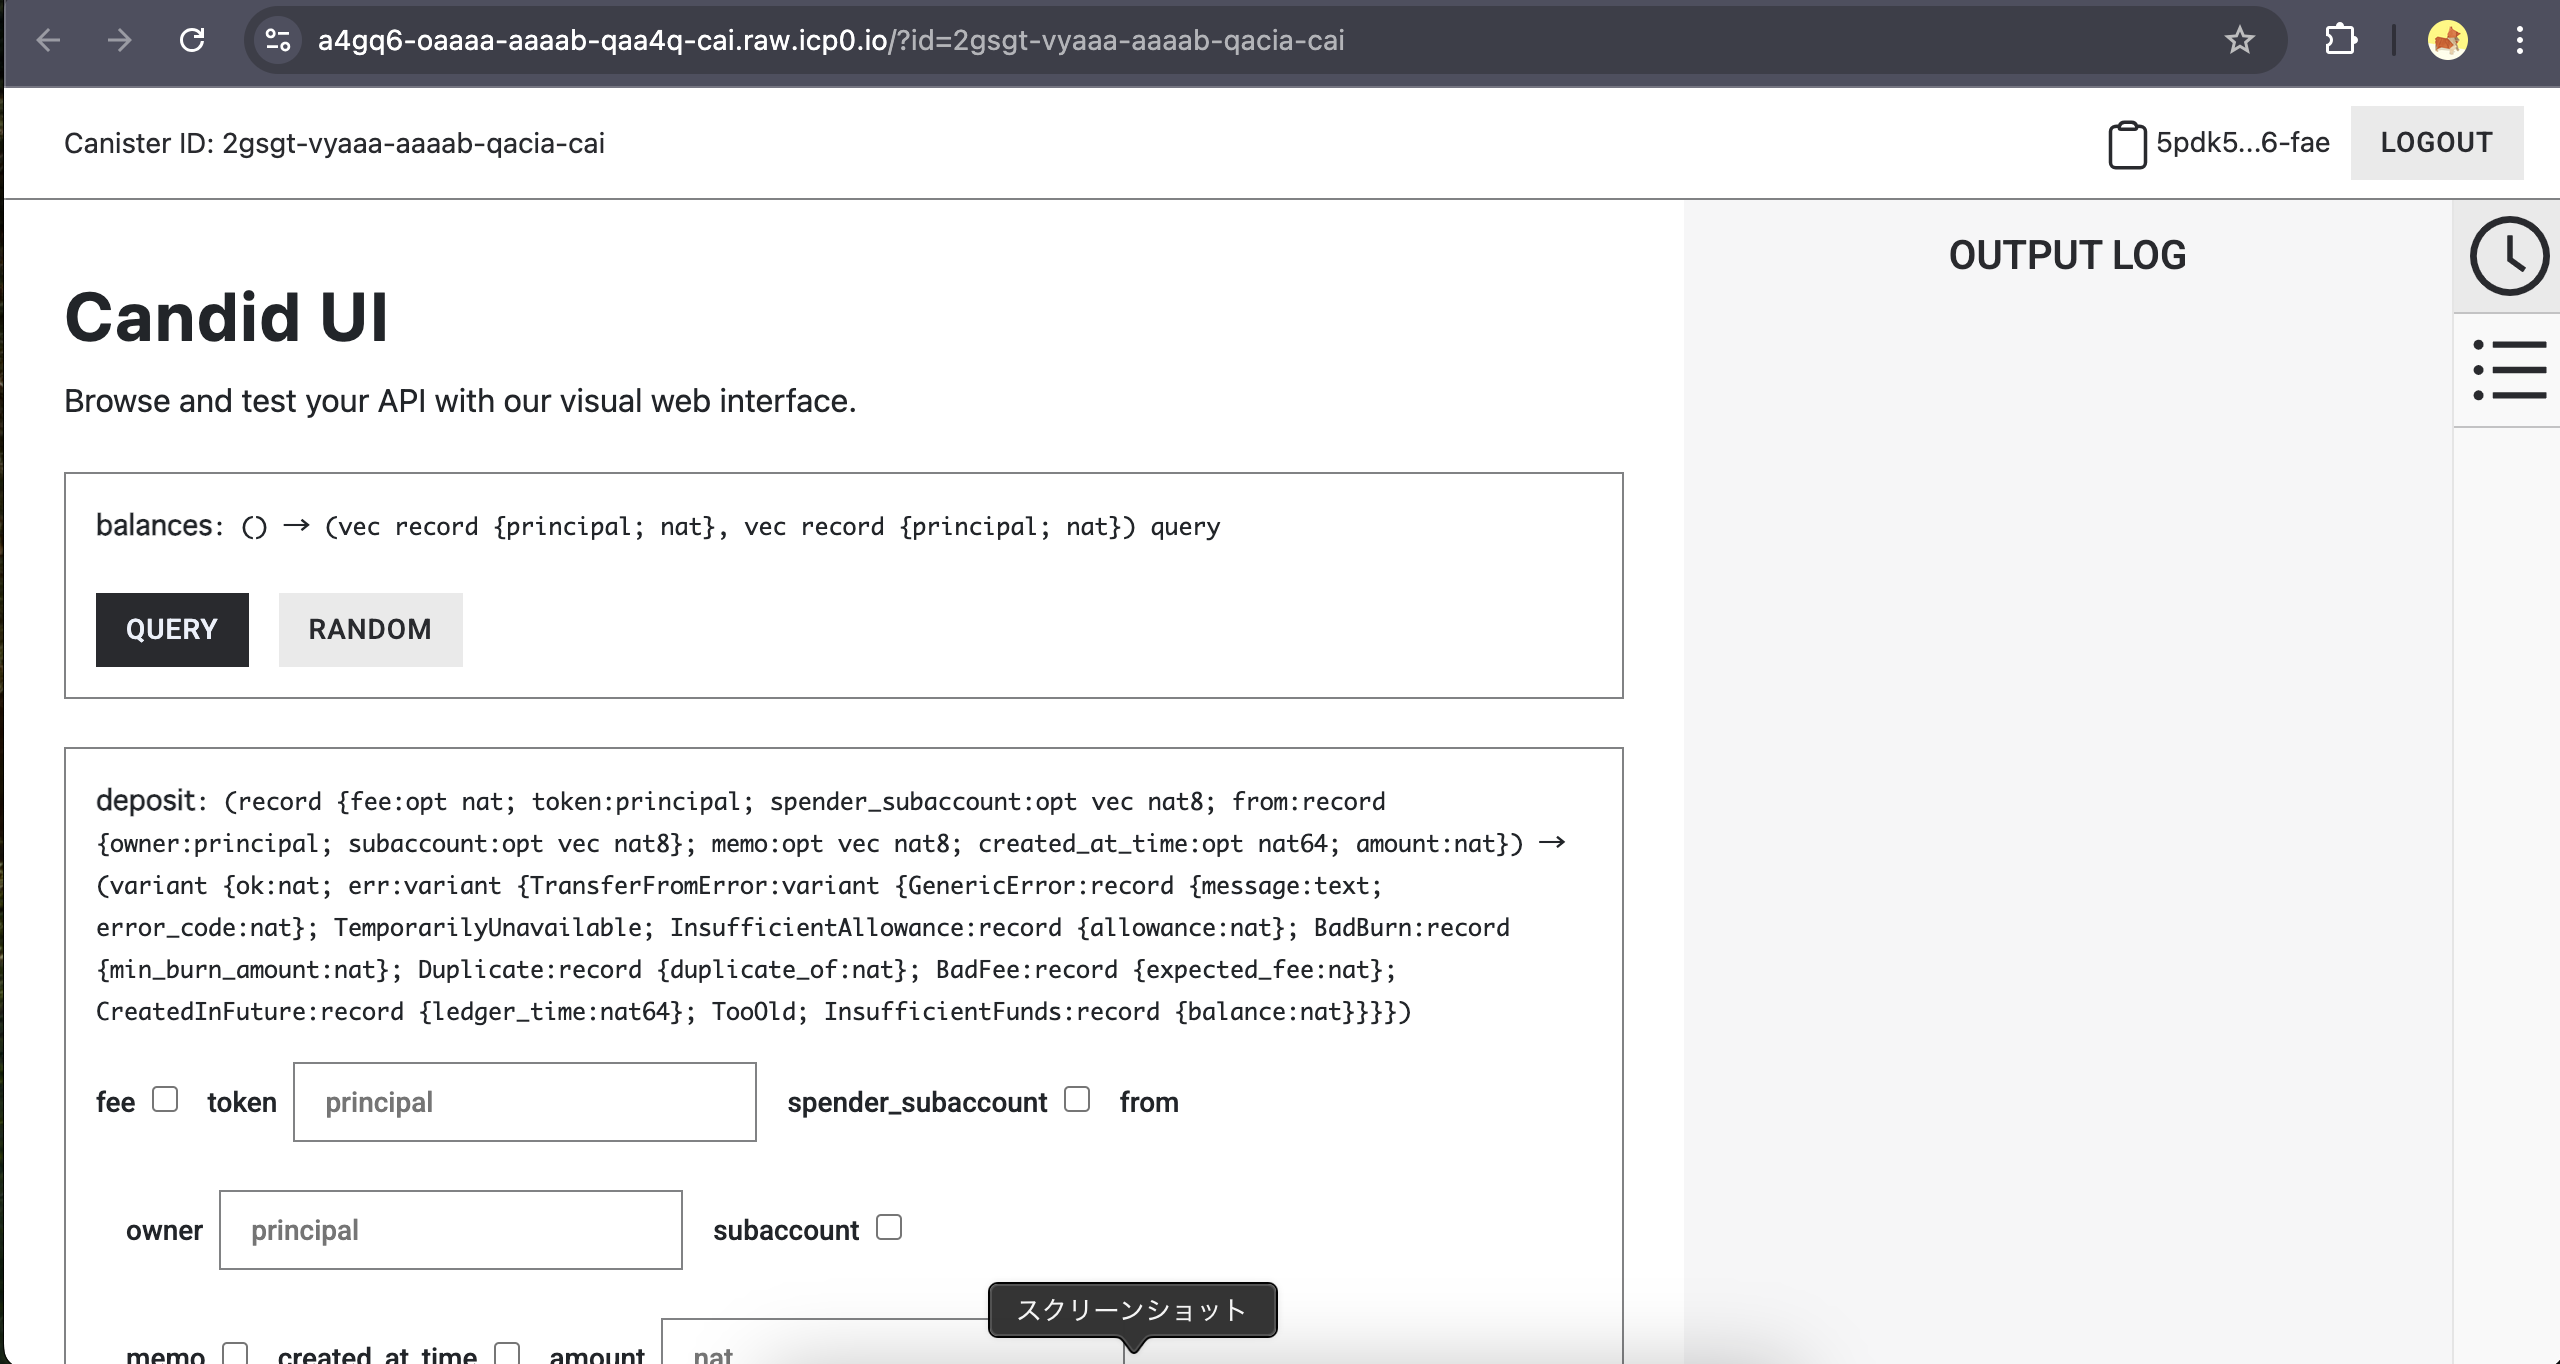 a4gq6-oaaaa-aaaab-qaa4q-cai.raw.icp0.io/?id=2gsgt-vyaaa-aaaab-qacia-cai
Canister ID: 2gsgt-vyaaa-aaaab-qacia-cai
5pdk5...6-fae
LOGOUT
Candid UI
Browse and test your API with our visual web interface.
balances: () → (vec record {principal; nat}, vec record {principal; nat}) query
QUERY
RANDOM
deposit: (record {fee:opt nat; token:principal; spender_subaccount:opt vec nat8; from:record
{owner:principal; subaccount:opt vec nat8}; memo:opt vec nat8; created_at_time:opt nat64; amount:nat}) →
(variant {ok:nat; err:variant {TransferFromError:variant {GenericError:record {message:text;
error_code:nat}; TemporarilyUnavailable; InsufficientAllowance:record {allowance:nat}; BadBurn:record
{min_burn_amount:nat}; Duplicate:record {duplicate_of:nat}; BadFee:record {expected_fee:nat};
CreatedInFuture:record {ledger_time:nat64}; TooOld; InsufficientFunds:record {balance:nat}}}})
fee token principal spender_subaccount from
owner principal subaccount
memo created_at_time amount nat
スクリーンショット
OUTPUT LOG